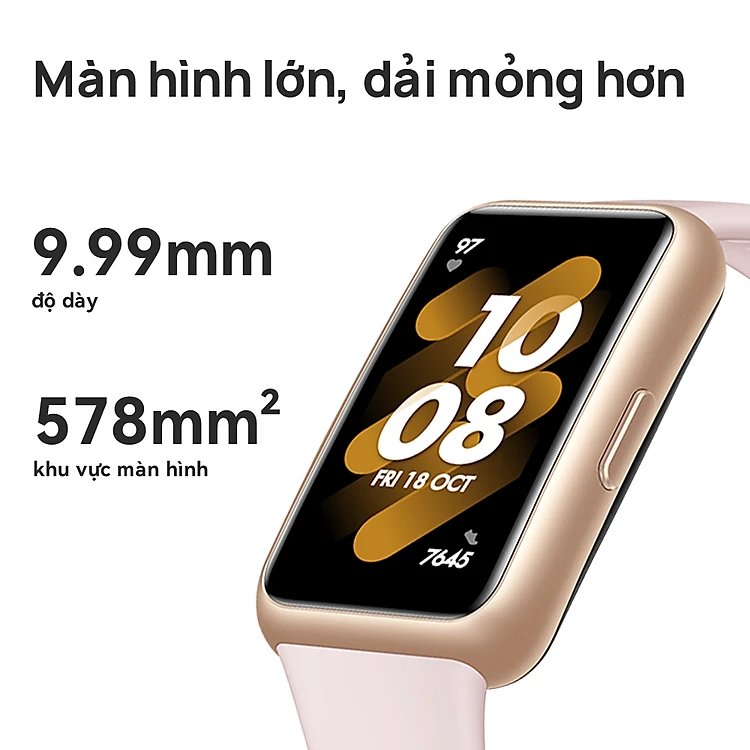 Màn hình lớn, dải mỏng hơn
9.99mm
độ dày
578mm²
khu vực màn hình
97
10
08
FRI 18 OCT
7645